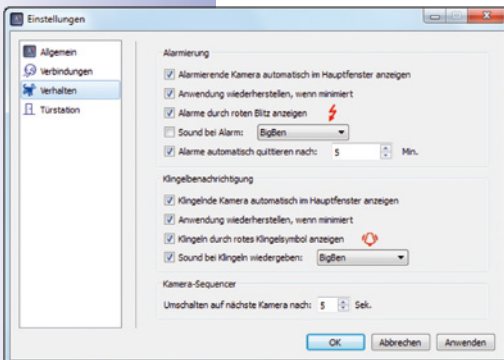 Einstellungen
Allgemein
Verbindungen
Verhalten
Türstation
Alarmierung
Alarmierende Kamera automatisch im Hauptfenster anzeigen
Anwendung wiederherstellen, wenn minimiert
Alarme durch roten Blitz anzeigen
Sound bei Alarm: BigBen
Alarme automatisch quittieren nach: 5 Min.
Klingelbenachrichtigung
Klingelnde Kamera automatisch im Hauptfenster anzeigen
Anwendung wiederherstellen, wenn minimiert
Klingeln durch rotes Klingelsymbol anzeigen
Sound bei Klingeln wiedergeben: BigBen
Kamera-Sequencer
Umschalten auf nächste Kamera nach: 5 Sek.
OK Abbrechen Anwenden